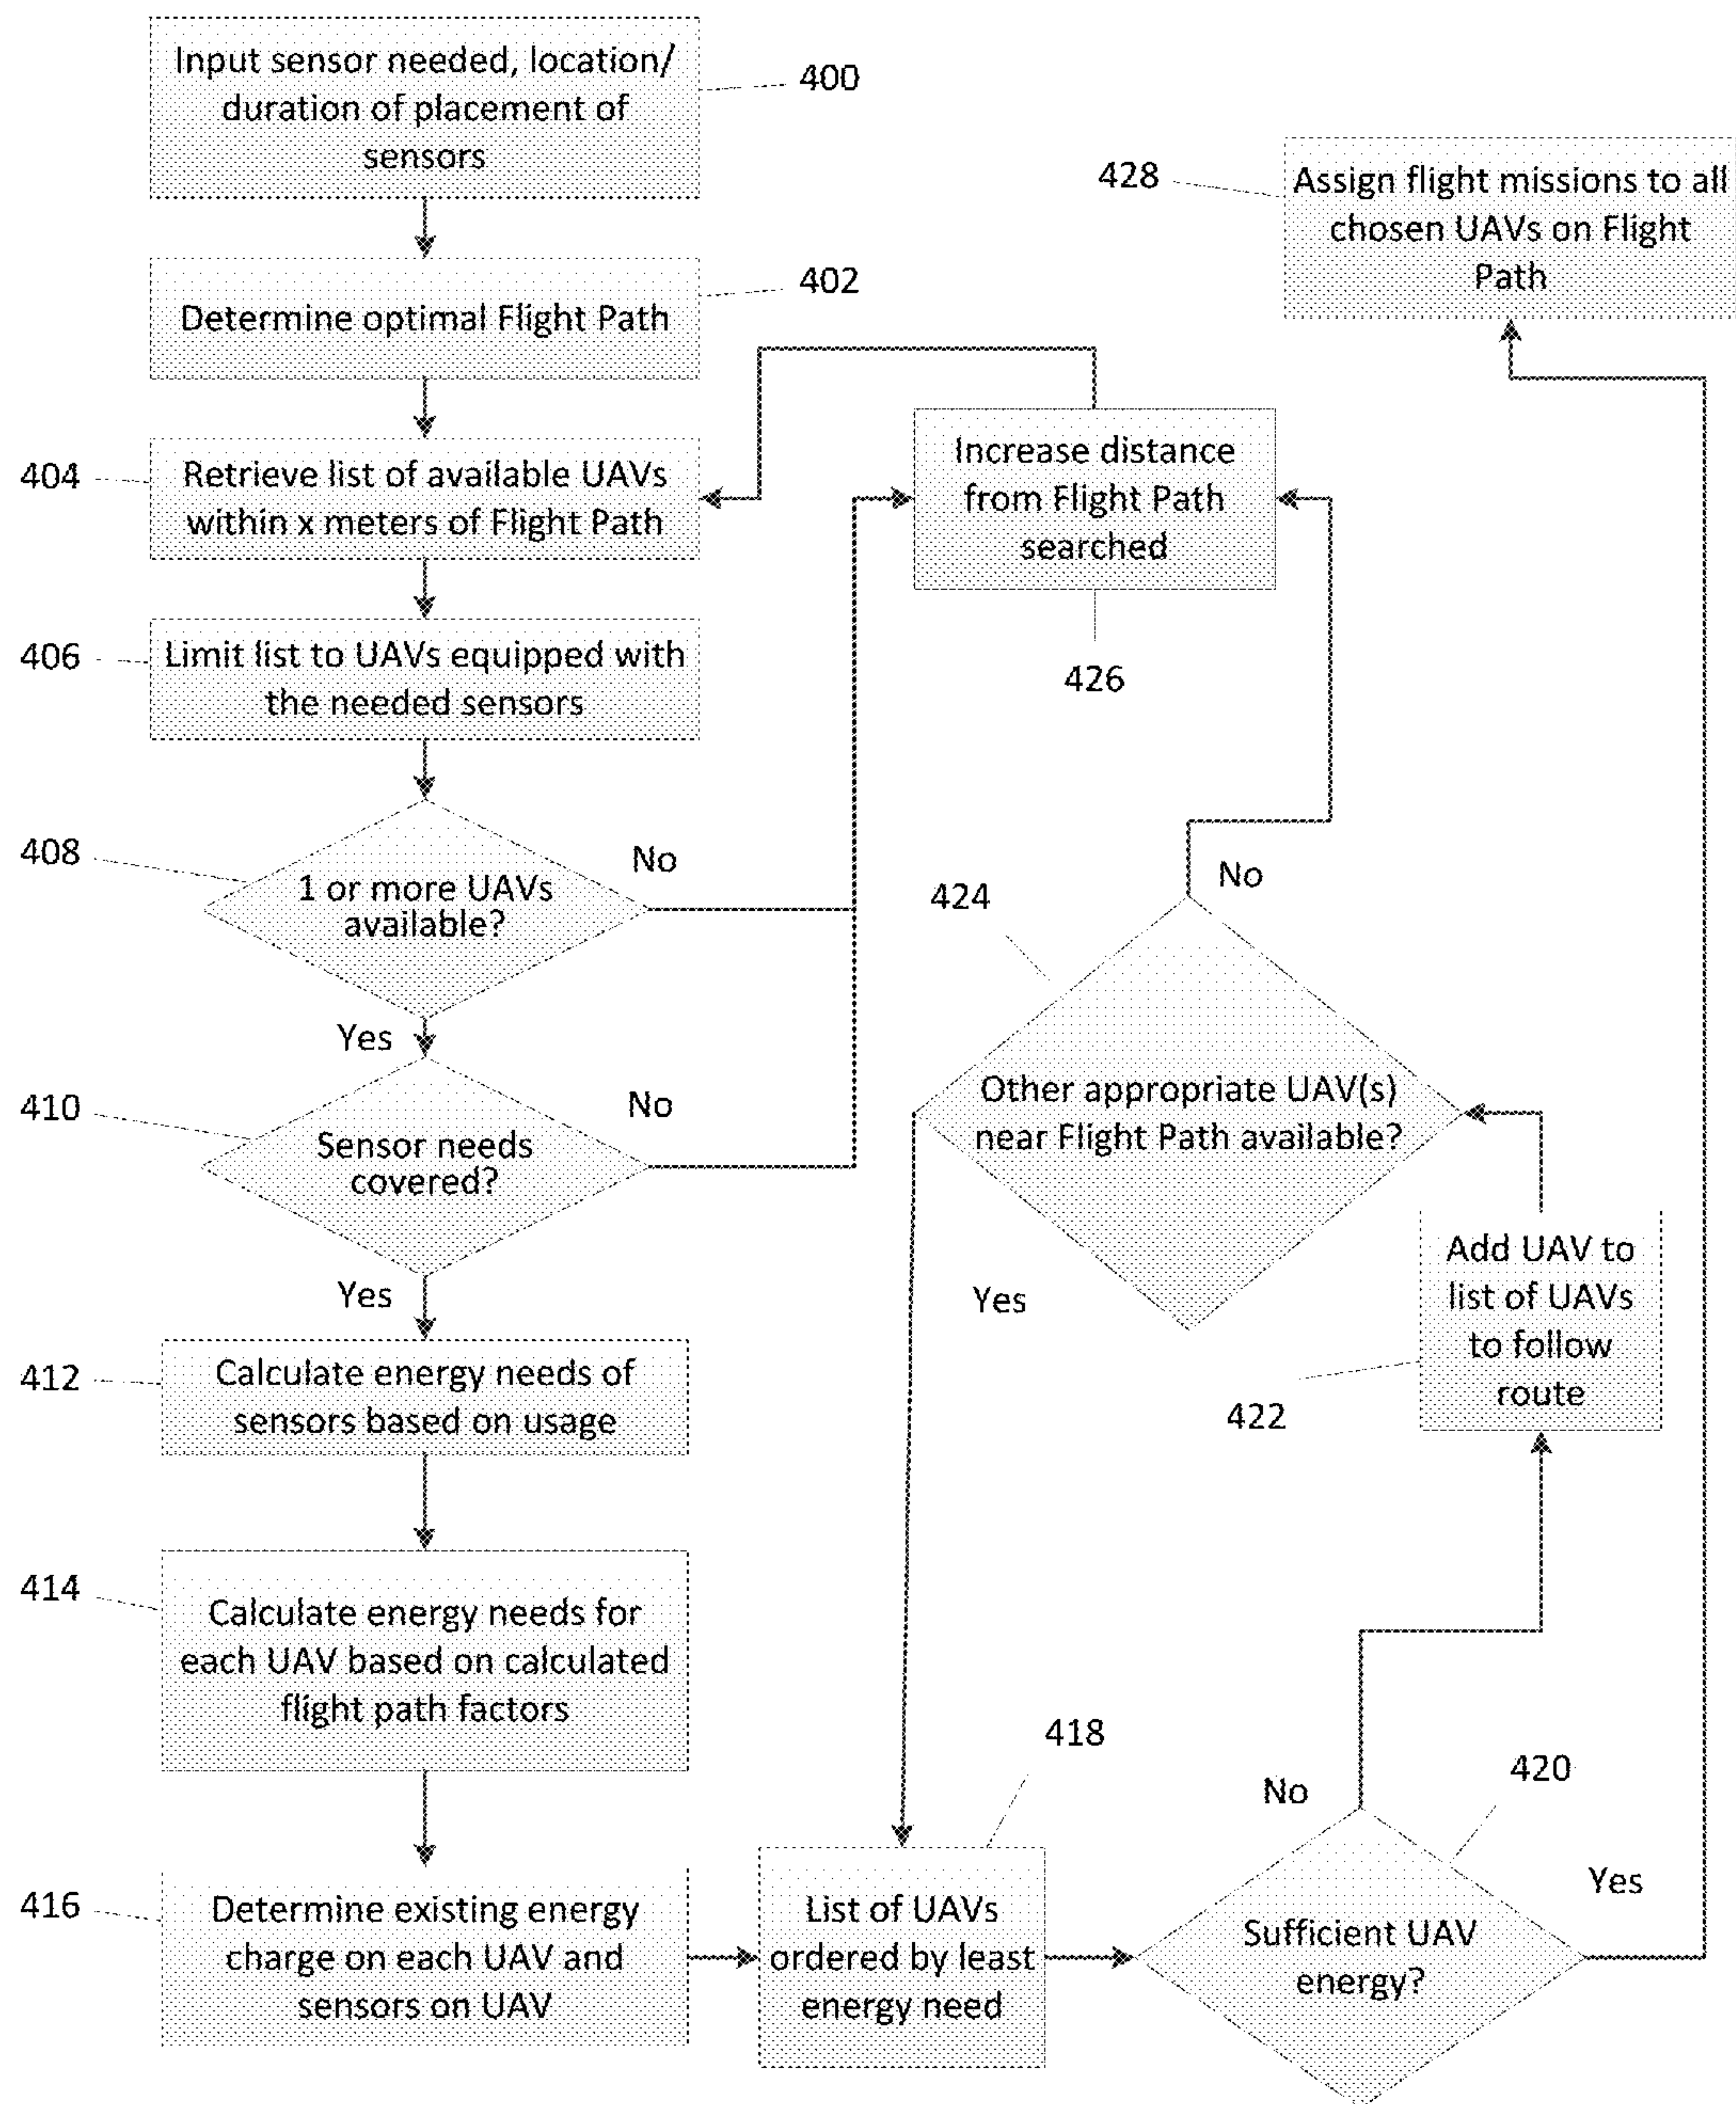 Input sensor needed, location/
duration of placement of
sensors
400
Determine optimal Flight Path
402
404
Retrieve list of available UAVs
within x meters of Flight Path
406
Limit list to UAVs equipped with
the needed sensors
408
1 or more UAVs
available?
No
Yes
410
Sensor needs
covered?
No
Yes
412
Calculate energy needs of
sensors based on usage
414
Calculate energy needs for
each UAV based on calculated
flight path factors
416
Determine existing energy
charge on each UAV and
sensors on UAV
418
List of UAVs
ordered by least
energy need
420
Sufficient UAV
energy?
No
Yes
422
Add UAV to
list of UAVs
to follow
route
424
Other appropriate UAV(s)
near Flight Path available?
No
Yes
Increase distance
from Flight Path
searched
426
428
Assign flight missions to all
chosen UAVs on Flight
Path